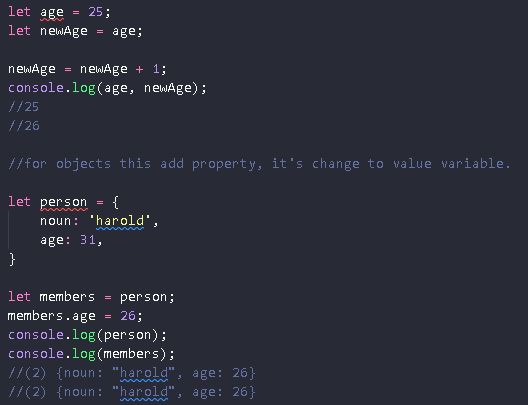 let age = 25;
let newAge = age;
newAge = newAge + 1;
console.log(age, newAge);
//25
//26
//for objects this add property, it's change to value variable.
let person = {
noun: 'harold',
age: 31,
}
let members = person;
members.age = 26;
console.log(person);
console.log(members);
//(2) {noun: "harold", age: 26}
//(2) {noun: "harold", age: 26}